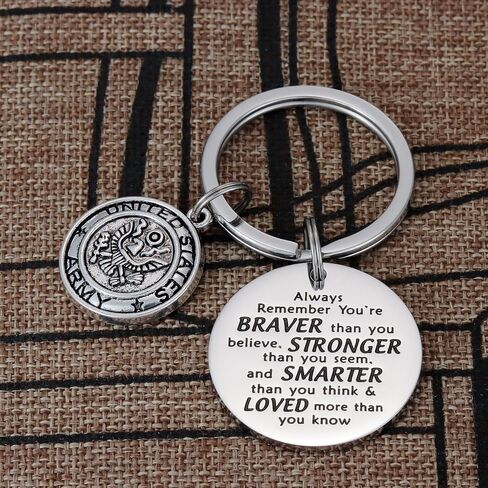 UNITED STATES
ARMY
Always
Remember You're
BRAVER than you
believe, STRONGER
than you seem,
and SMARTER
than you think &
LOVED more than
you know